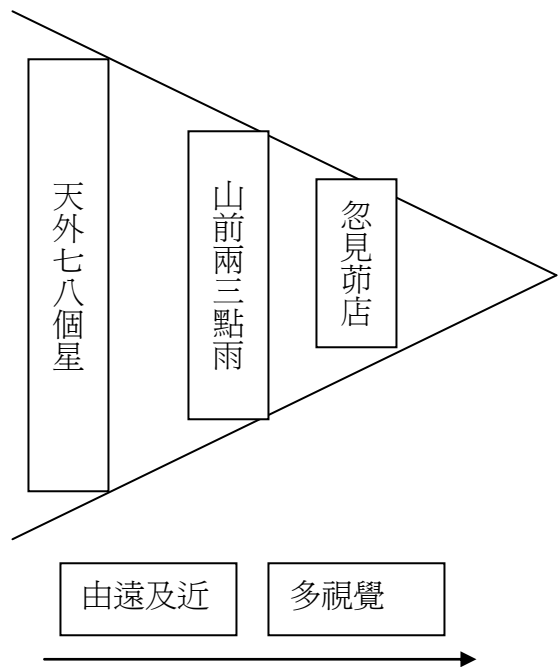 天外七八個星
山前兩三點雨
忽見茆店
由遠及近
多視覺